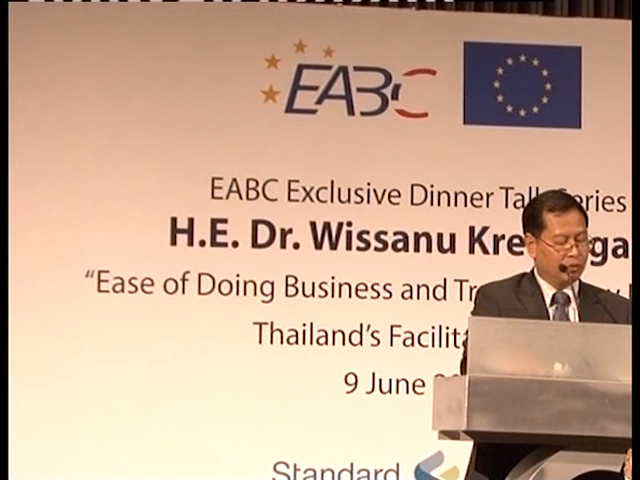 EABC
EABC Exclusive Dinner Talk Series
H.E. Dr. Wissanu
"Ease of Doing Business and
Thailand's
9 June
Standard